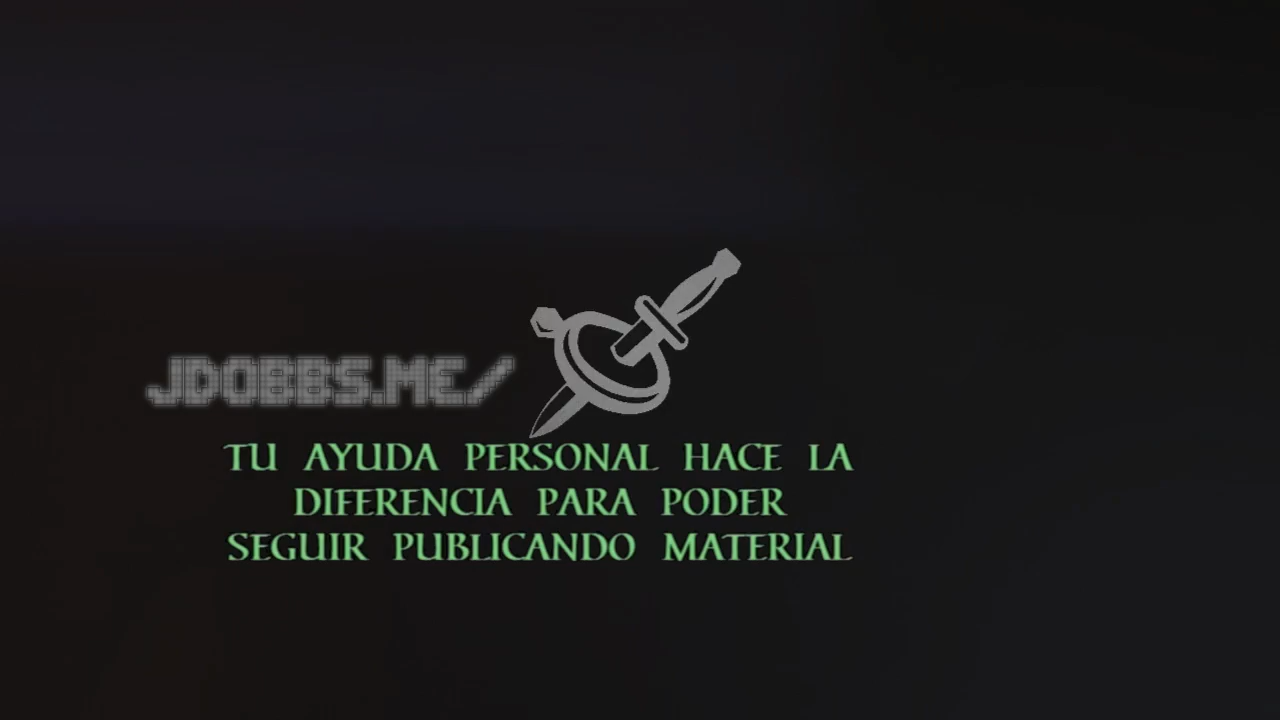 JDOBBS.ME/
TU AYUDA PERSONAL HACE LA
DIFERENCIA PARA PODER
SEGUIR PUBLICANDO MATERIAL